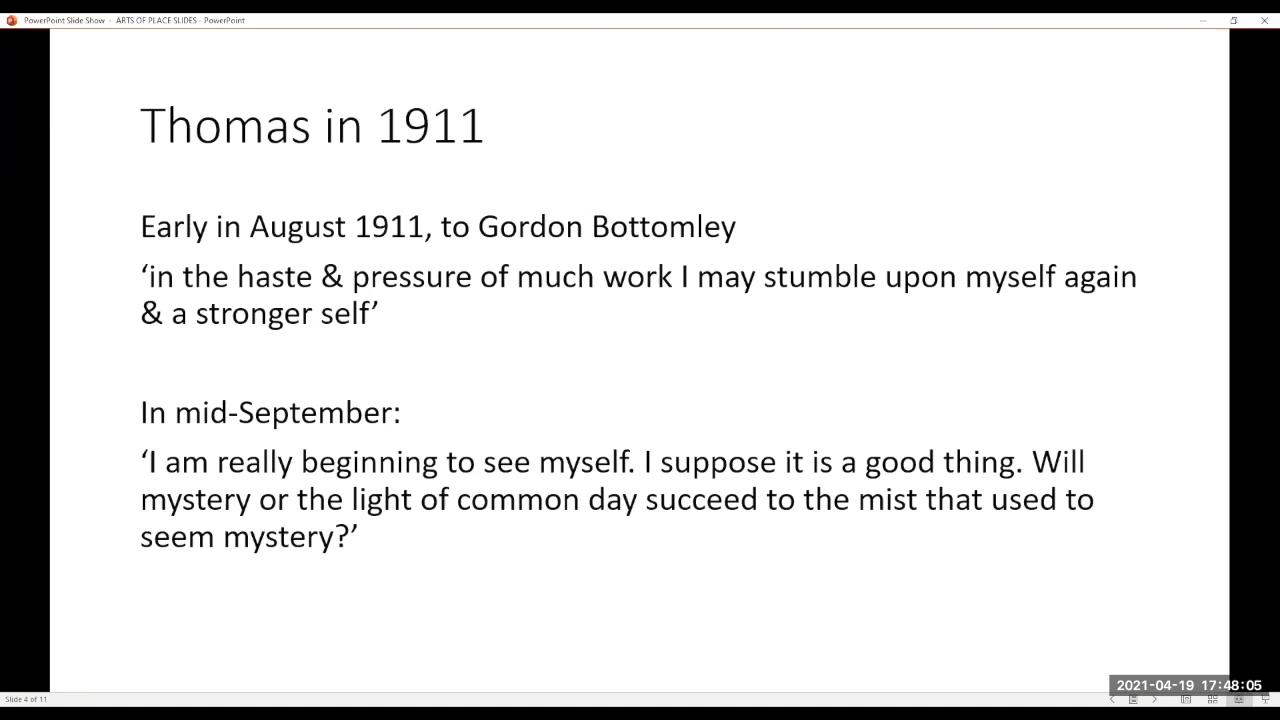 PowerPoint Slide Show - ARTS OF PLACE SLIDES - PowerPoint
Thomas in 1911
Early in August 1911, to Gordon Bottomley
‘in the haste & pressure of much work I may stumble upon myself again
& a stronger self’
In mid-September:
‘I am really beginning to see myself. I suppose it is a good thing. Will
mystery or the light of common day succeed to the mist that used to
seem mystery?’
2021-04-19 17:48:05
Slide 4 of 11